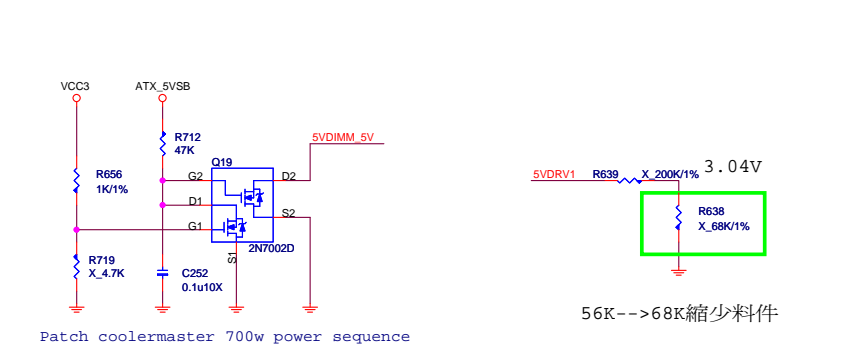 VCC3
ATX_5VSB
R712
47K
5VDIMM_5V
Q19
R656
1K/1%
G2
D2
D1
S2
G1
2N7002D
S1
R719
X_4.7K
C252
0.1u10X
Patch coolermaster 700w power sequence
5VDRV1
R639
X_200K/1%
3.04V
R638
X_68K/1%
56K-->68K縮少料件